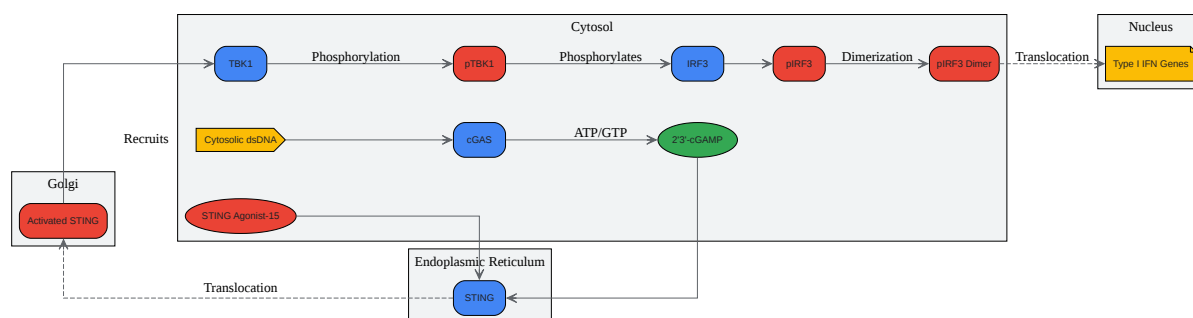 Cytosol
Nucleus
TBK1
Phosphorylation
pTBK1
Phosphorylates
IRF3
pIRF3
Dimerization
pIRF3 Dimer
Translocation
Type I IFN Genes
Recruits
Cytosolic dsDNA
cGAS
ATP/GTP
2'3'-cGAMP
Golgi
Activated STING
STING Agonist-15
Endoplasmic Reticulum
Translocation
STING